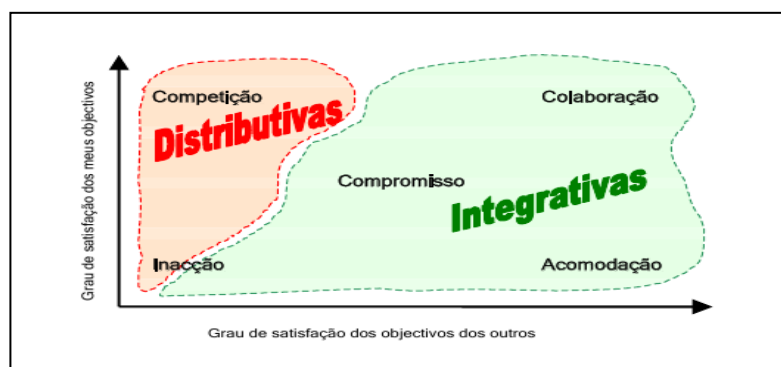 Grau de satisfação dos meus objectivos
Competição
Colaboração
Distributivas
Compromisso
Integrativas
Inacção
Acomodação
Grau de satisfação dos objectivos dos outros